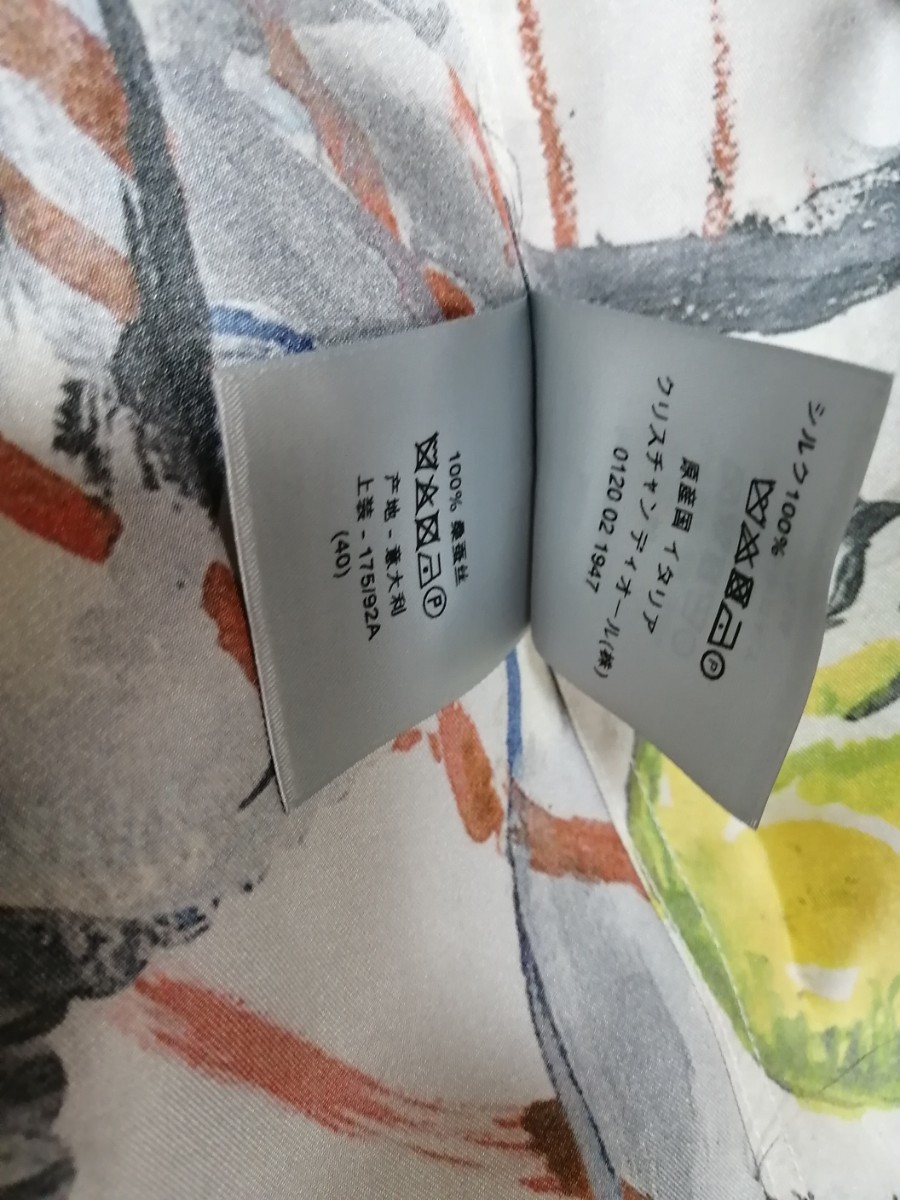 100% 桑蚕丝
Ⓟ
产地 - 意大利
上装 - 175/92A
(40)
シルク100%
Ⓟ
原産国 イタリア
クリスチャン ディオール(株)
0120 02 1947